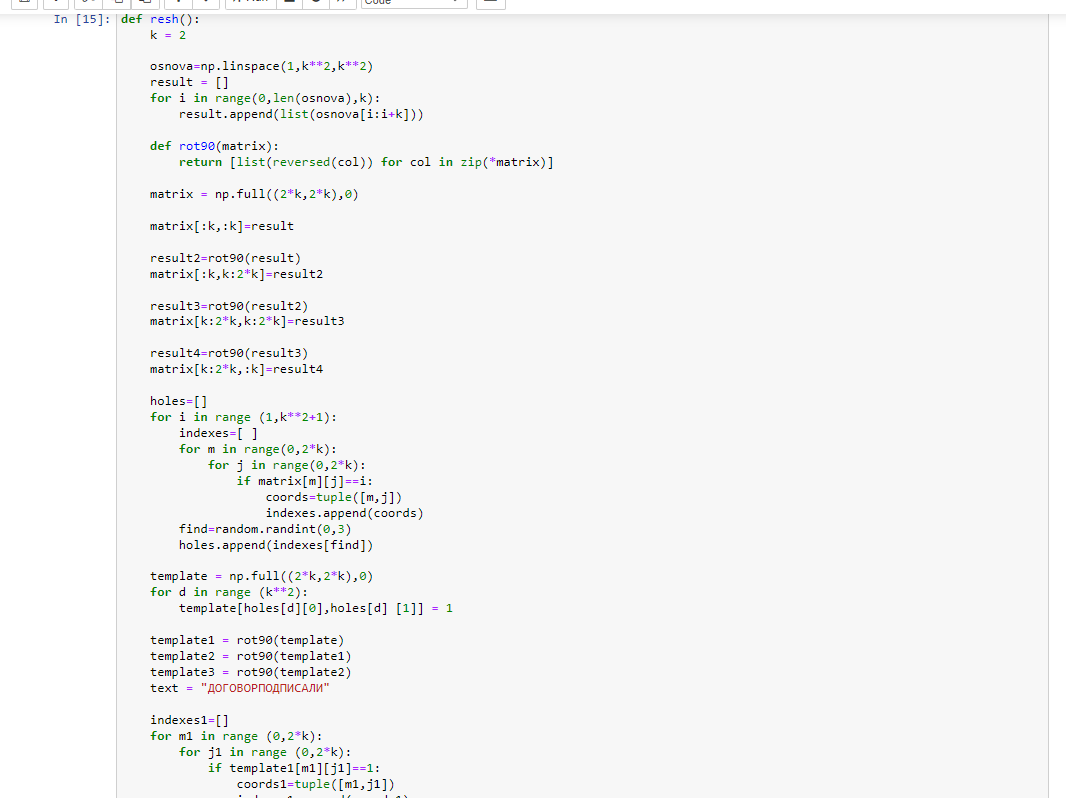 Code
In [15]: def resh():
    k = 2

    osnova=np.linspace(1,k**2,k**2)
    result = []
    for i in range(0,len(osnova),k):
        result.append(list(osnova[i:i+k]))

    def rot90(matrix):
        return [list(reversed(col)) for col in zip(*matrix)]

    matrix = np.full((2*k,2*k),0)

    matrix[:k,:k]=result

    result2=rot90(result)
    matrix[:k,k:2*k]=result2

    result3=rot90(result2)
    matrix[k:2*k,k:2*k]=result3

    result4=rot90(result3)
    matrix[k:2*k,:k]=result4

    holes=[]
    for i in range (1,k**2+1):
        indexes=[ ]
        for m in range(0,2*k):
            for j in range(0,2*k):
                if matrix[m][j]==i:
                    coords=tuple([m,j])
                    indexes.append(coords)
        find=random.randint(0,3)
        holes.append(indexes[find])

    template = np.full((2*k,2*k),0)
    for d in range (k**2):
        template[holes[d][0],holes[d] [1]] = 1

    template1 = rot90(template)
    template2 = rot90(template1)
    template3 = rot90(template2)
    text = "ДОГОВОРПОДПИСАЛИ"

    indexes1=[]
    for m1 in range (0,2*k):
        for j1 in range (0,2*k):
            if template1[m1][j1]==1:
                coords1=tuple([m1,j1])